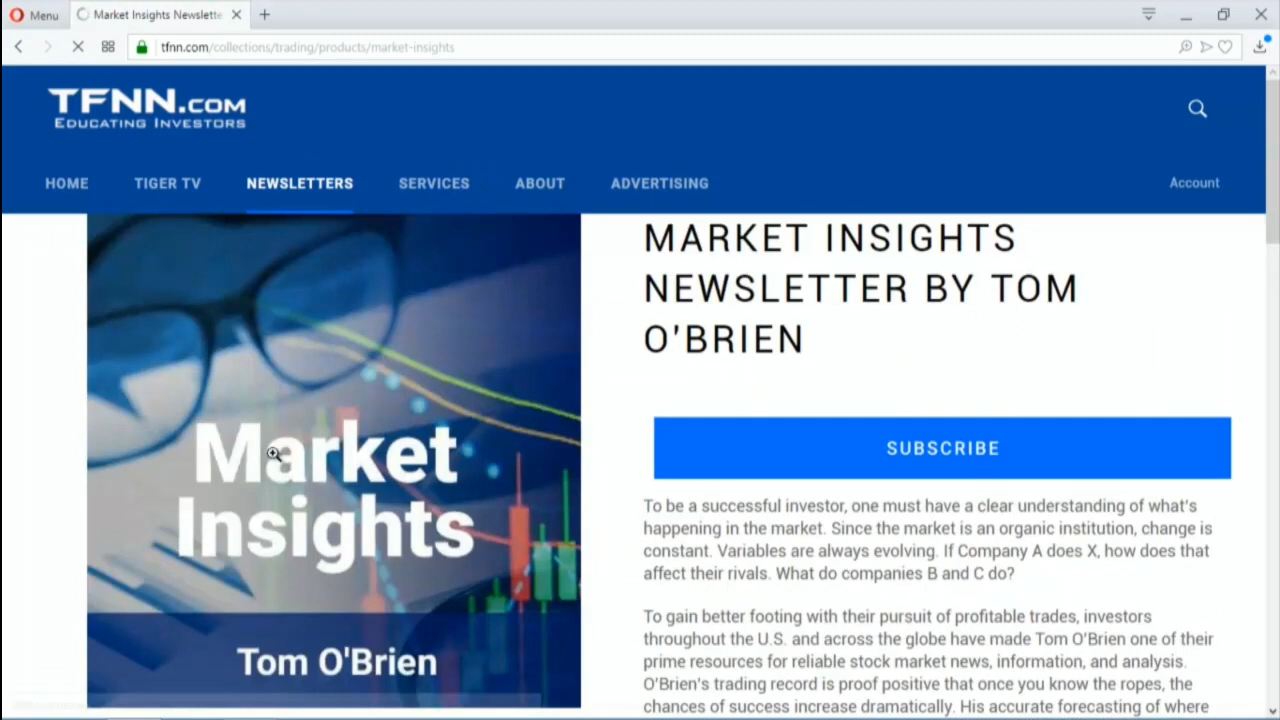 Menu
Market Insights Newslette
tfnn.com/collections/trading/products/market-insights
TFNN.COM
EDUCATING INVESTORS
HOME TIGER TV NEWSLETTERS SERVICES ABOUT ADVERTISING Account
Market
Insights
Tom O'Brien
MARKET INSIGHTS
NEWSLETTER BY TOM
O'BRIEN
SUBSCRIBE
To be a successful investor, one must have a clear understanding of what's
happening in the market. Since the market is an organic institution, change is
constant. Variables are always evolving. If Company A does X, how does that
affect their rivals. What do companies B and C do?
To gain better footing with their pursuit of profitable trades, investors
throughout the U.S. and across the globe have made Tom O'Brien one of their
prime resources for reliable stock market news, information, and analysis.
O'Brien's trading record is proof positive that once you know the ropes, the
chances of success increase dramatically. His accurate forecasting of where